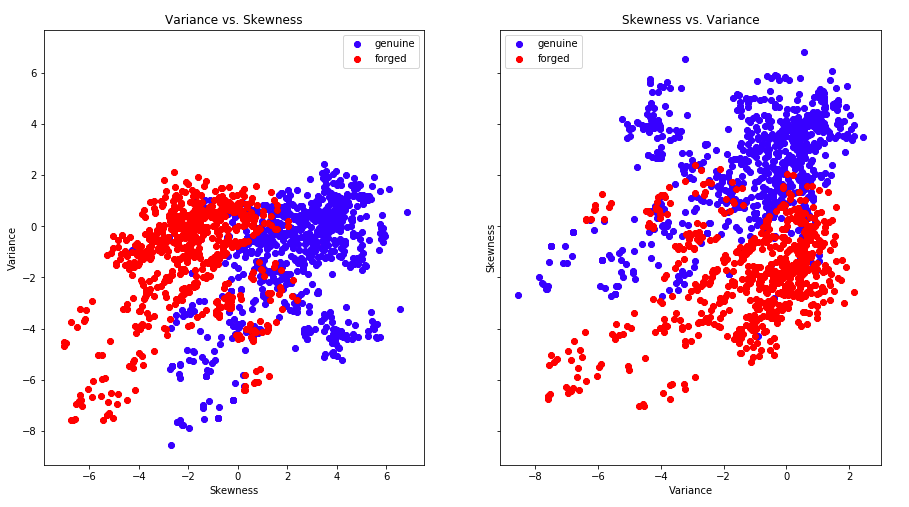 Variance vs. Skewness
genuine
forged
6
4
2
0
−2
−4
−6
−8
Variance
−6
−4
−2
0
2
4
6
Skewness
Skewness vs. Variance
genuine
forged
Skewness
−8
−6
−4
−2
0
2
Variance